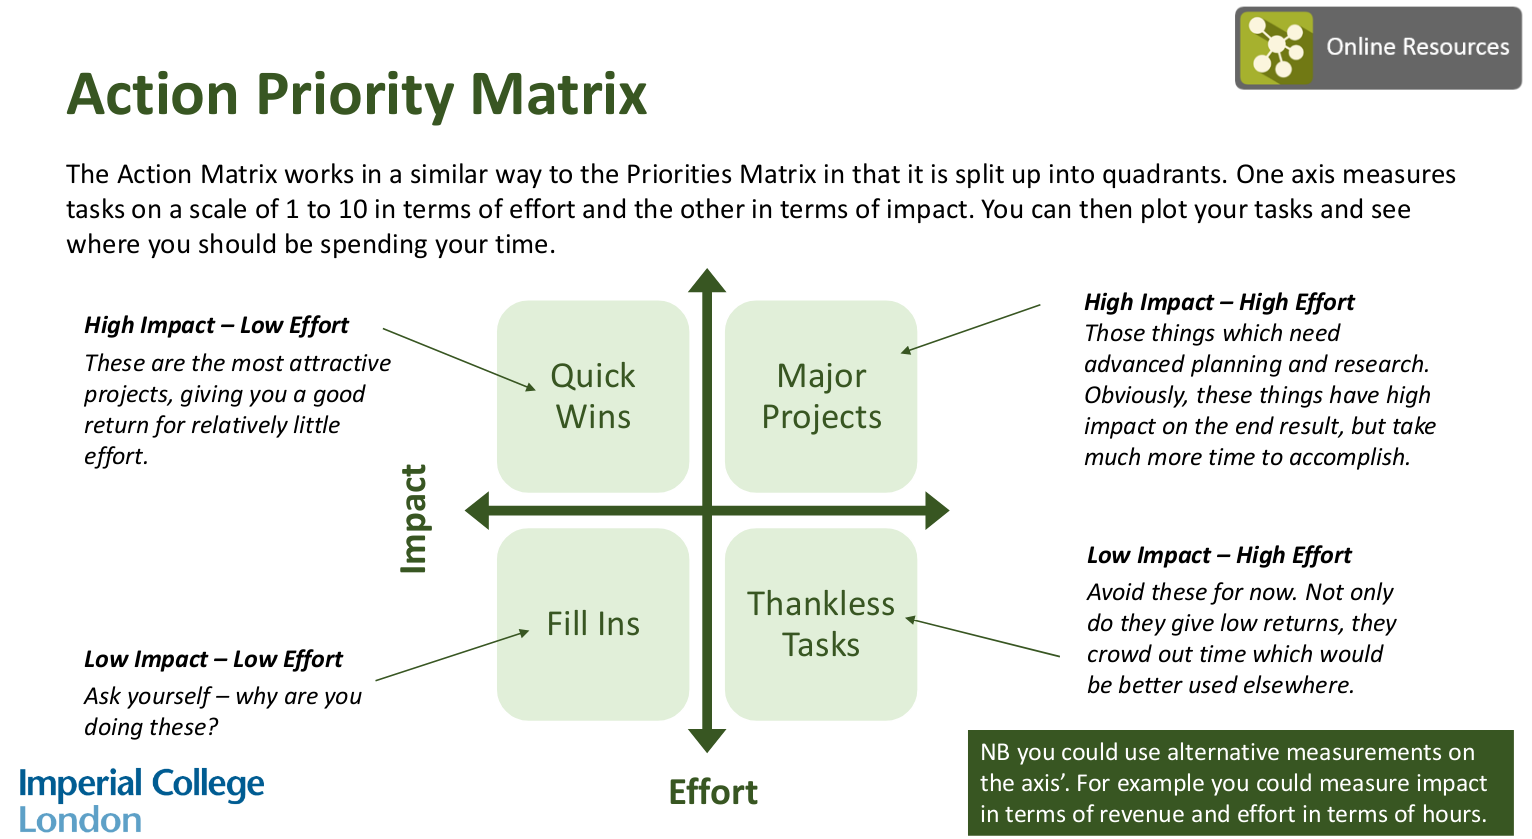 Online Resources
Action Priority Matrix
The Action Matrix works in a similar way to the Priorities Matrix in that it is split up into quadrants. One axis measures
tasks on a scale of 1 to 10 in terms of effort and the other in terms of impact. You can then plot your tasks and see
where you should be spending your time.
High Impact – Low Effort
These are the most attractive
projects, giving you a good
return for relatively little
effort.
Quick
Wins
Major
Projects
High Impact – High Effort
Those things which need
advanced planning and research.
Obviously, these things have high
impact on the end result, but take
much more time to accomplish.
Impact
Low Impact – Low Effort
Ask yourself – why are you
doing these?
Fill Ins
Thankless
Tasks
Low Impact – High Effort
Avoid these for now. Not only
do they give low returns, they
crowd out time which would
be better used elsewhere.
Effort
NB you could use alternative measurements on
the axis’. For example you could measure impact
in terms of revenue and effort in terms of hours.
Imperial College
London